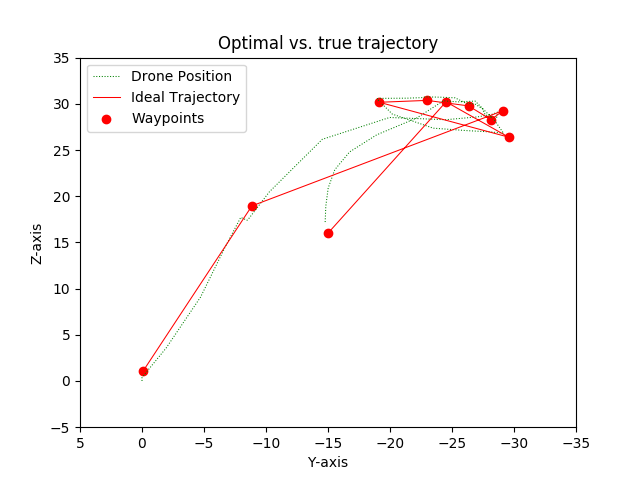 Optimal vs. true trajectory
Drone Position
Ideal Trajectory
Waypoints
Z-axis
35
30
25
20
15
10
5
0
−5
5 0 −5 −10 −15 −20 −25 −30 −35
Y-axis